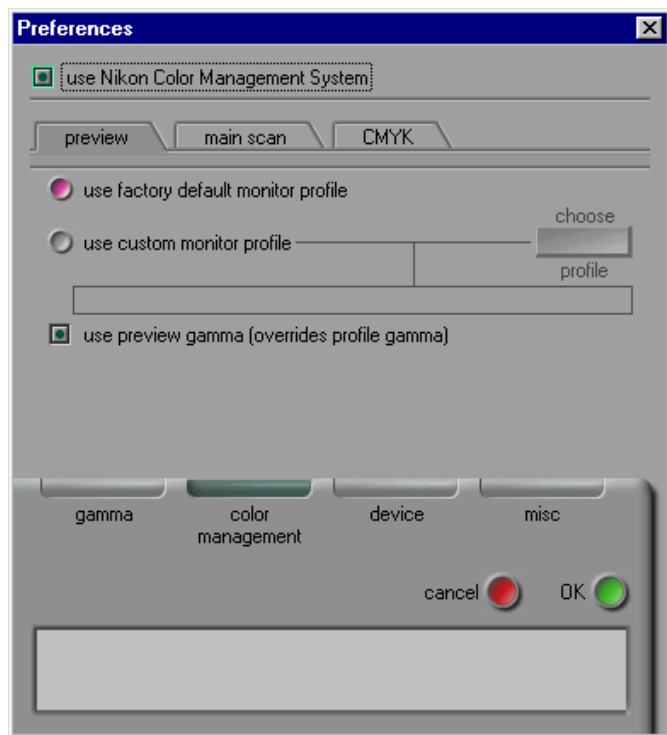 Preferences
use Nikon Color Management System
preview main scan CMYK
use factory default monitor profile
choose
use custom monitor profile
profile
use preview gamma (overrides profile gamma)
gamma color device misc
management
cancel OK